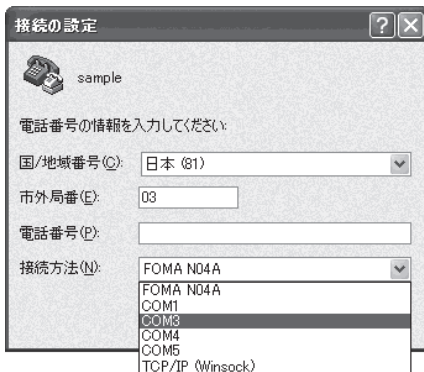 接続の設定
sample
電話番号の情報を入力してください:
国/地域番号(C): 日本 (81)
市外局番(E): 03
電話番号(P):
接続方法(N): FOMA N04A
FOMA N04A
COM1
COM3
COM4
COM5
TCP/IP (Winsock)